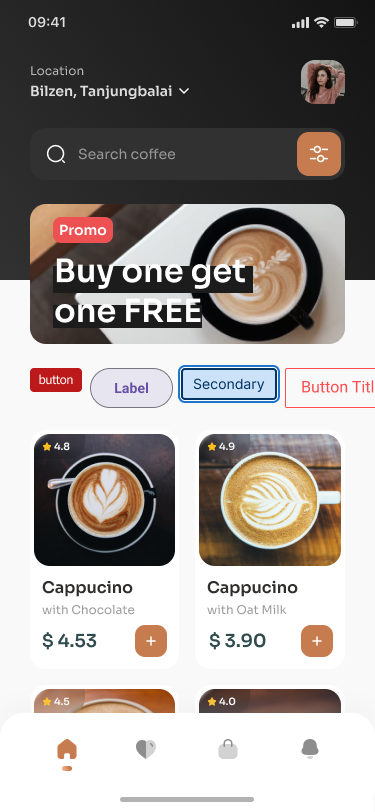 09:41
Location
Bilzen, Tanjungbalai
Search coffee
Promo
Buy one get
one FREE
button
Label
Secondary
Button Titl
4.8
4.9
Cappucino
with Chocolate
$ 4.53
+
Cappucino
with Oat Milk
$ 3.90
+
4.5
4.0